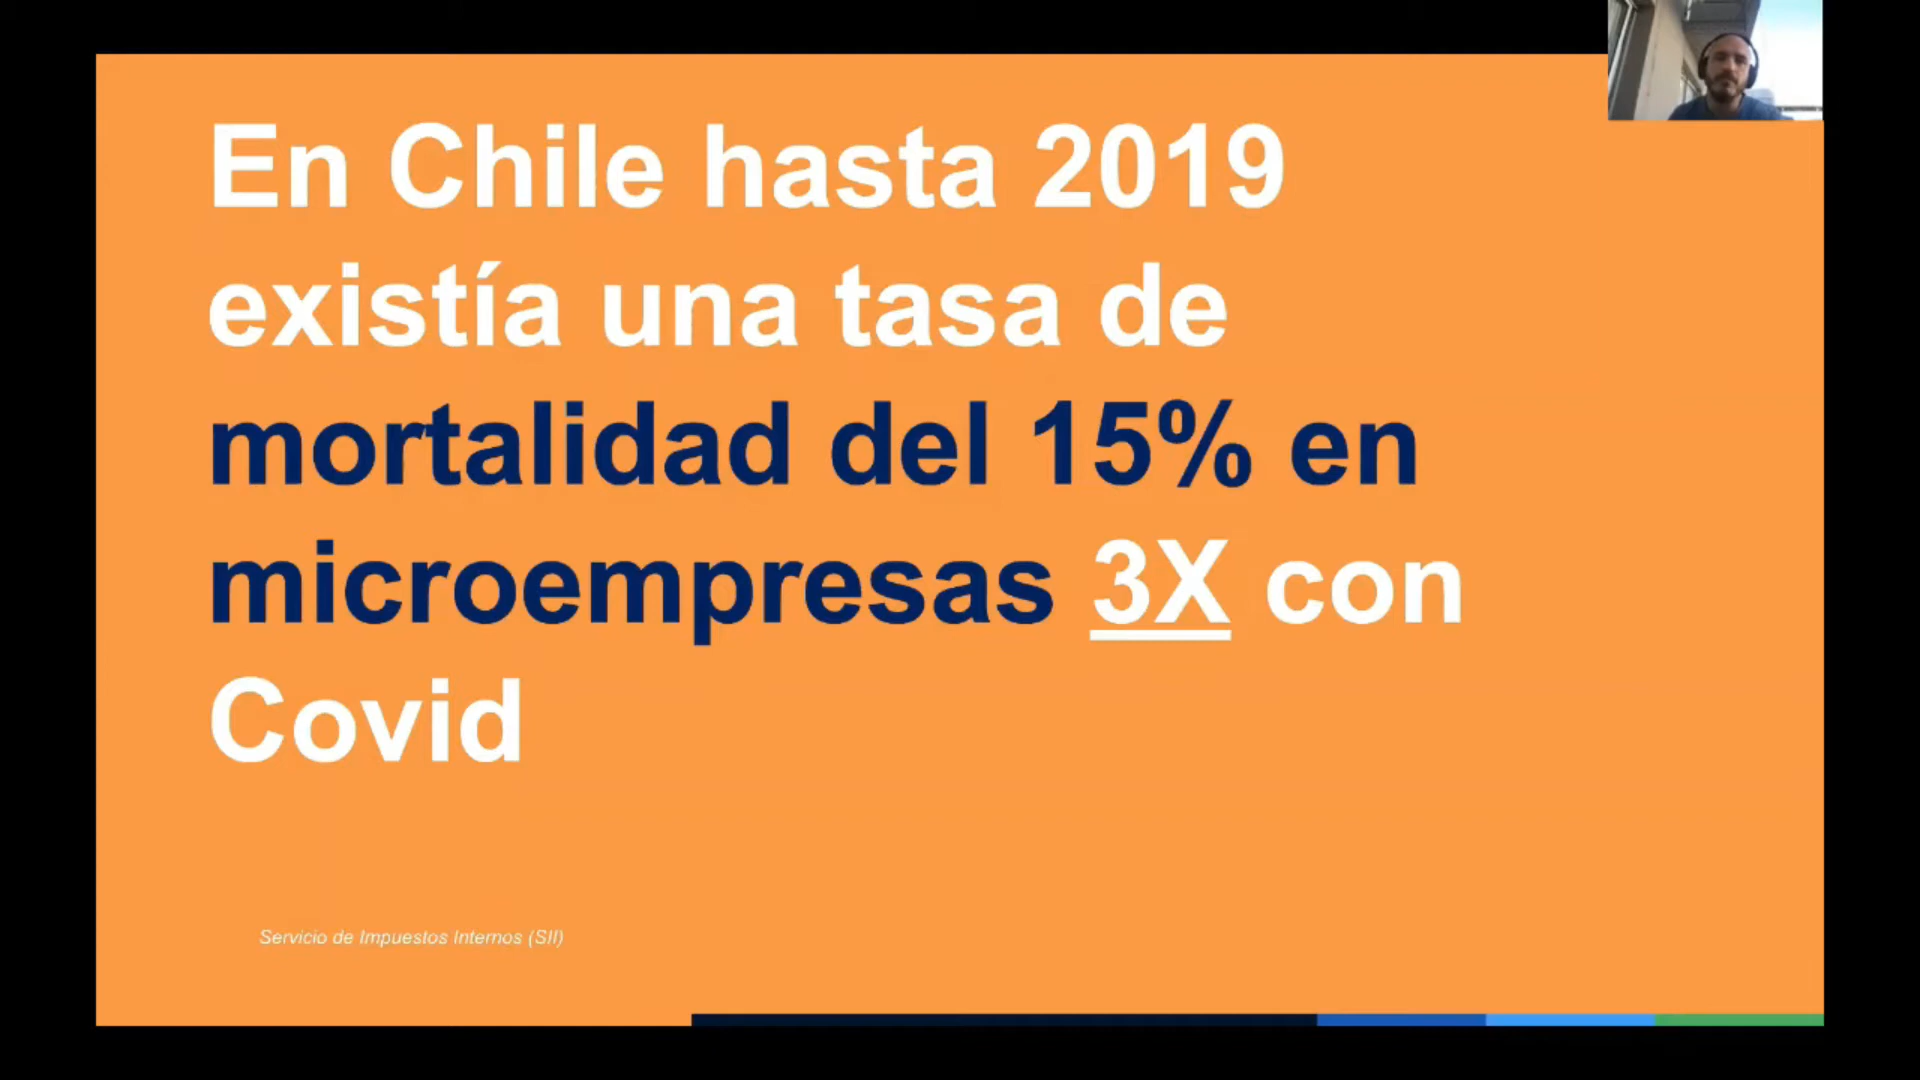 En Chile hasta 2019
existía una tasa de
mortalidad del 15% en
microempresas 3X con
Covid
Servicio de Impuestos Internos (SII)